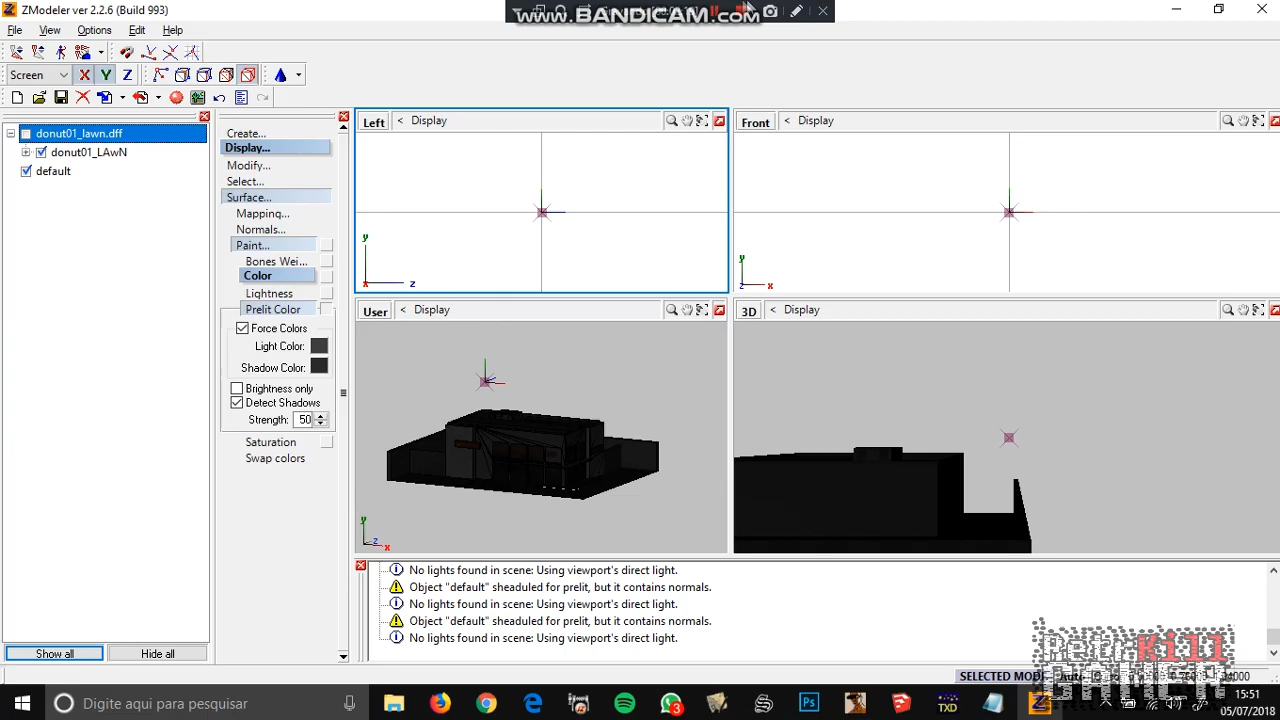 ZModeler ver 2.2.6 (Build 993)
www.BANDICAM.com
File View Options Edit Help
Screen X Y Z
donut01_lawn.dff
donut01_LAwN
default
Show all Hide all
Create...
Display...
Modify...
Select...
Surface...
Mapping...
Normals...
Paint...
Bones Wei...
Color
Lightness
Prelit Color
Force Colors
Light Color:
Shadow Color:
Brightness only
Detect Shadows
Strength: 50
Saturation
Swap colors
Left < Display
y
x z
Front < Display
y
z x
User < Display
y
z x
3D < Display
No lights found in scene: Using viewport's direct light.
Object "default" sheaduled for prelit, but it contains normals.
No lights found in scene: Using viewport's direct light.
Object "default" sheaduled for prelit, but it contains normals.
No lights found in scene: Using viewport's direct light.
SELECTED MODE
Digite aqui para pesquisar
3
Ps
TXD
15:51
05/07/2018